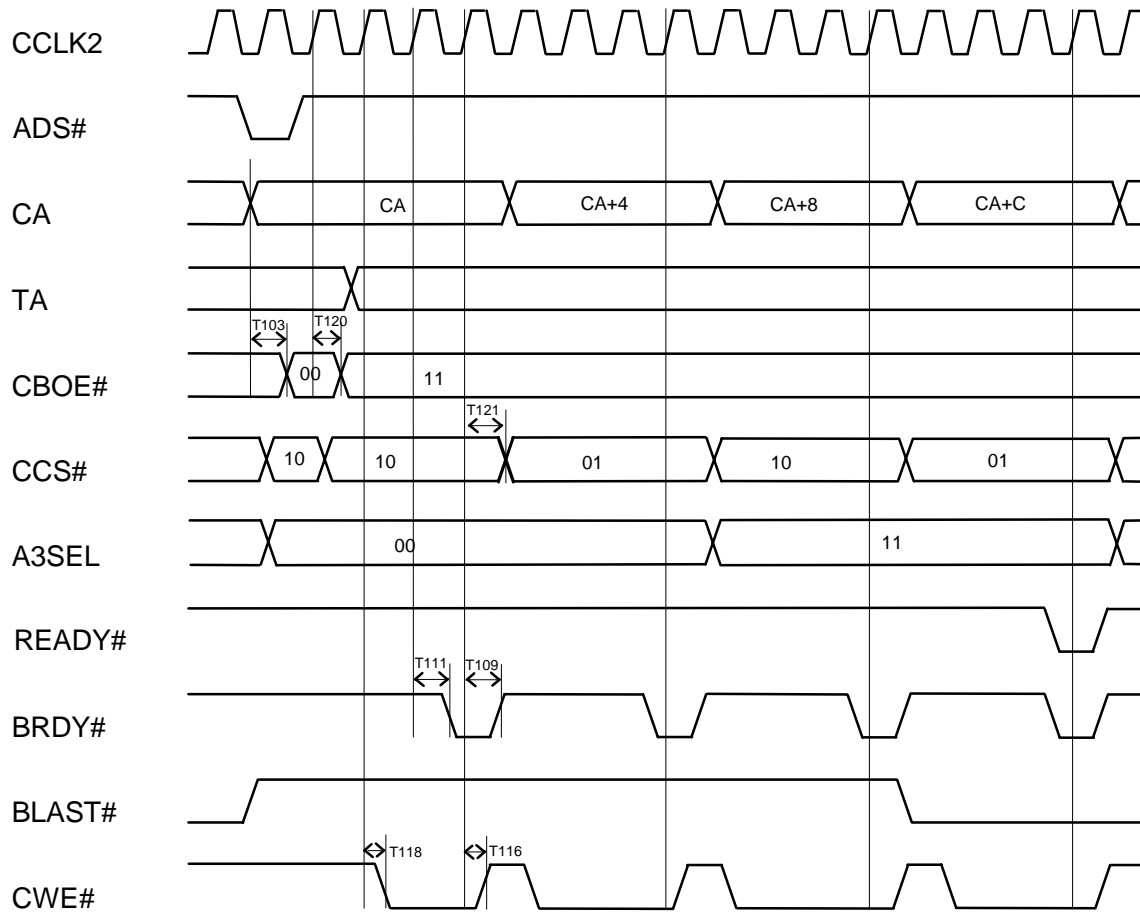 CCLK2
ADS#
CA CA CA+4 CA+8 CA+C
TA
T103 T120
CBOE# 00 11
T121
CCS# 10 10 01 10 01
A3SEL 00 11
READY#
T111 T109
BRDY#
BLAST#
T118 T116
CWE#